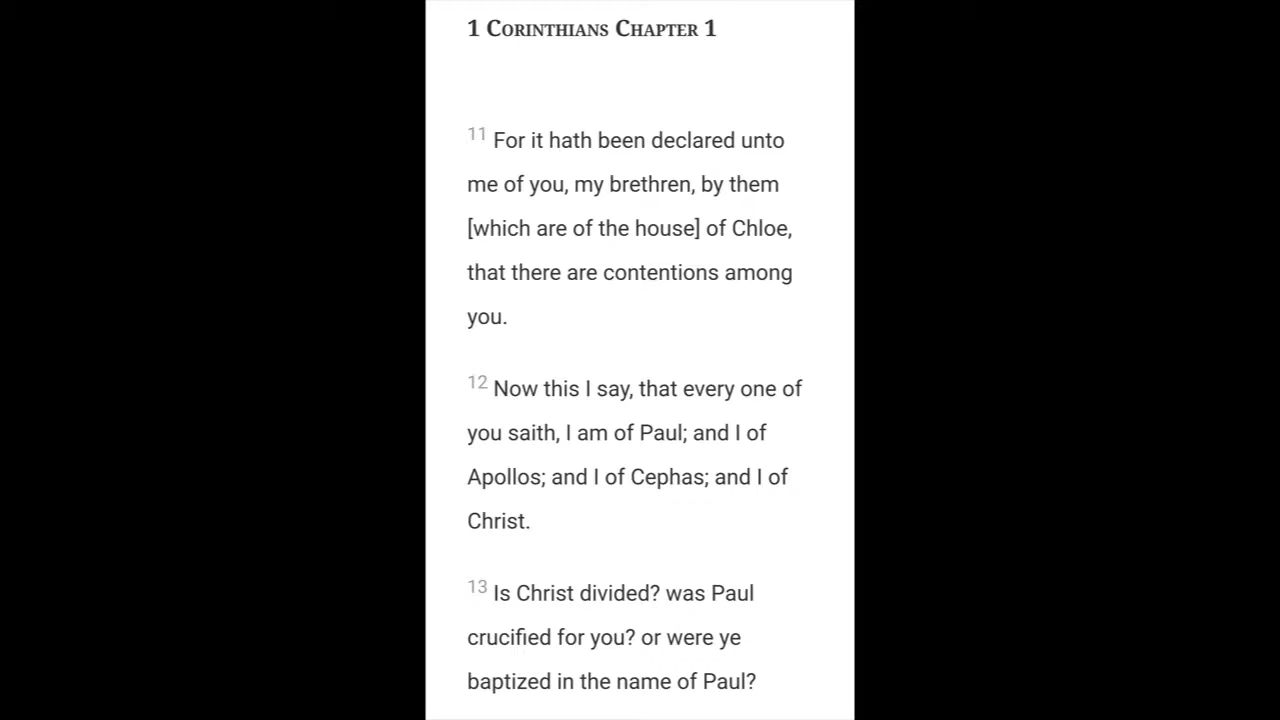 1 Corinthians Chapter 1
11 For it hath been declared unto
me of you, my brethren, by them
[which are of the house] of Chloe,
that there are contentions among
you.
12 Now this I say, that every one of
you saith, I am of Paul; and I of
Apollos; and I of Cephas; and I of
Christ.
13 Is Christ divided? was Paul
crucified for you? or were ye
baptized in the name of Paul?